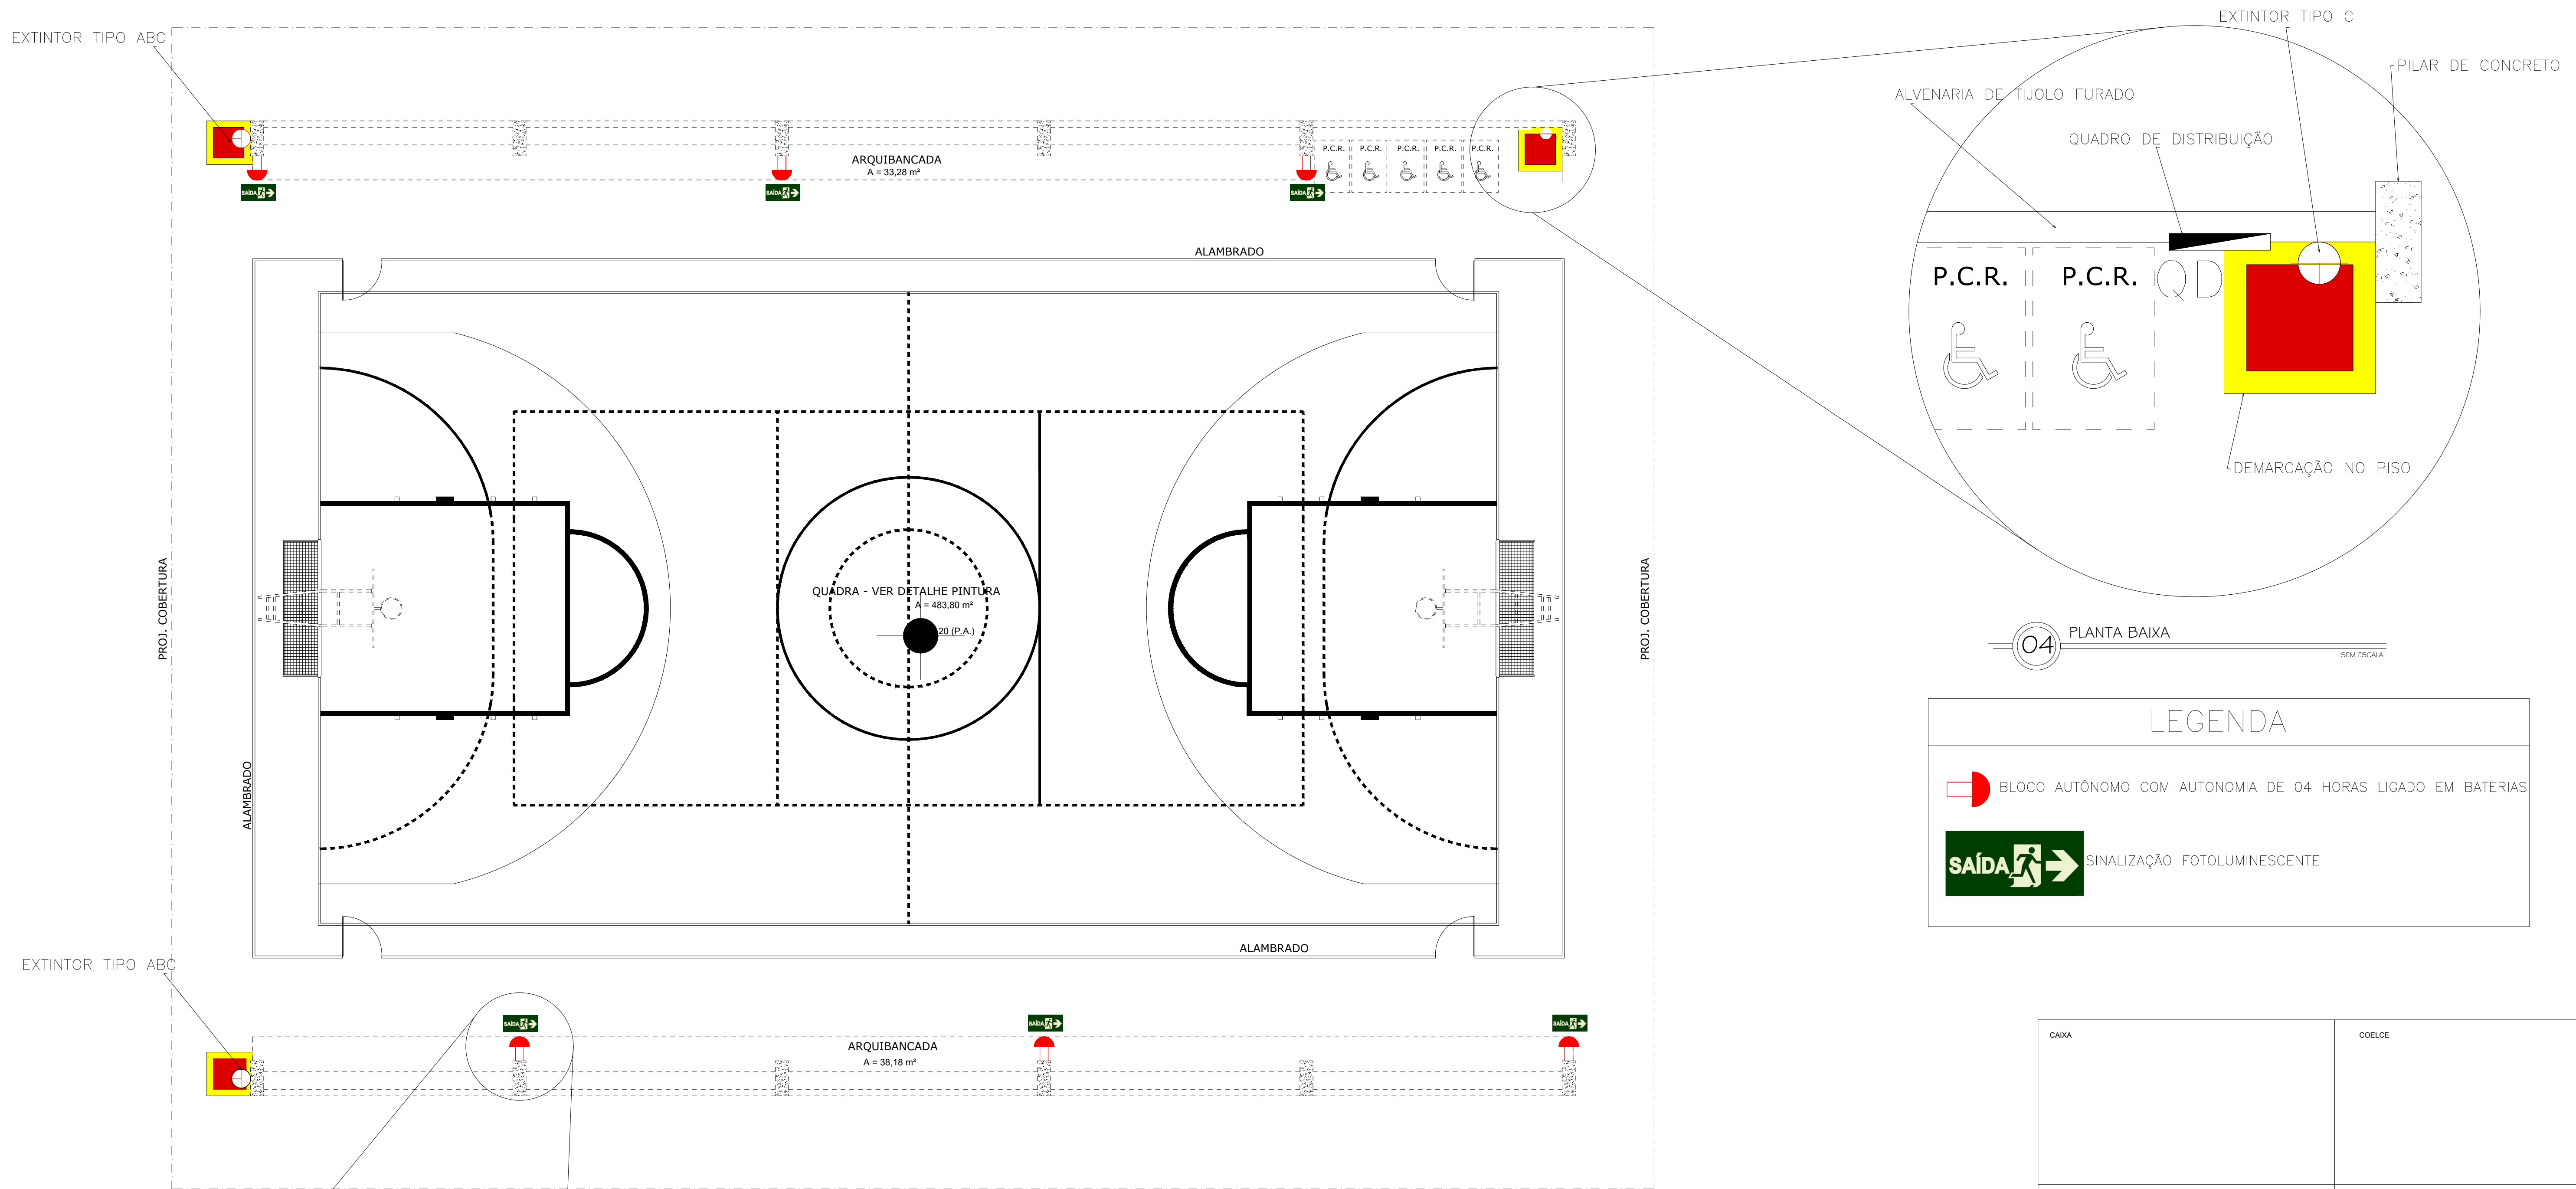 EXTINTOR TIPO ABC
EXTINTOR TIPO C
PILAR DE CONCRETO
ALVENARIA DE TIJOLO FURADO
QUADRO DE DISTRIBUIÇÃO
ARQUIBANCADA
A = 33,28 m²
P.C.R.
P.C.R.
P.C.R.
P.C.R.
P.C.R.
SAÍDA
SAÍDA
SAÍDA
ALAMBRADO
P.C.R.
P.C.R.
QD
DEMARCAÇÃO NO PISO
PROJ. COBERTURA
QUADRA - VER DETALHE PINTURA
A = 483,80 m²
20 (P.A.)
PROJ. COBERTURA
04
PLANTA BAIXA
SEM ESCALA
LEGENDA
BLOCO AUTÔNOMO COM AUTONOMIA DE 04 HORAS LIGADO EM BATERIAS
SAÍDA
SINALIZAÇÃO FOTOLUMINESCENTE
ALAMBRADO
ALAMBRADO
EXTINTOR TIPO ABC
SAÍDA
SAÍDA
SAÍDA
ARQUIBANCADA
A = 38,18 m²
CAIXA
COELCE